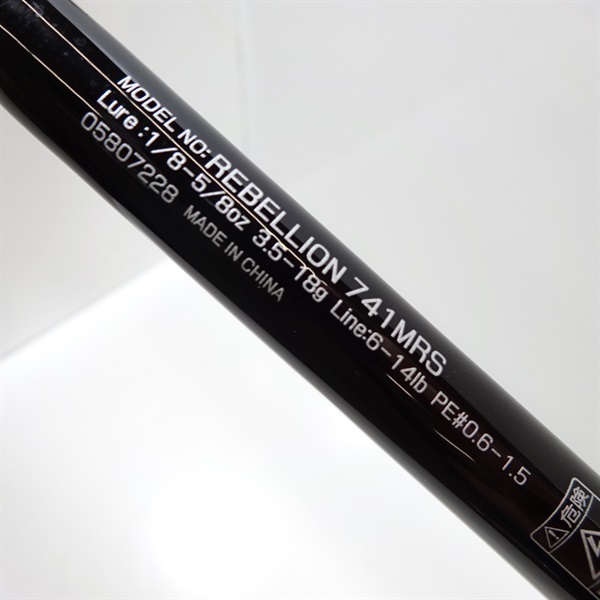 MODEL NO: REBELLION 741MRS
Lure :1/8-5/8oz 3.5-18g Line:6-14lb PE#0.6-1.5
05807228 MADE IN CHINA
危険